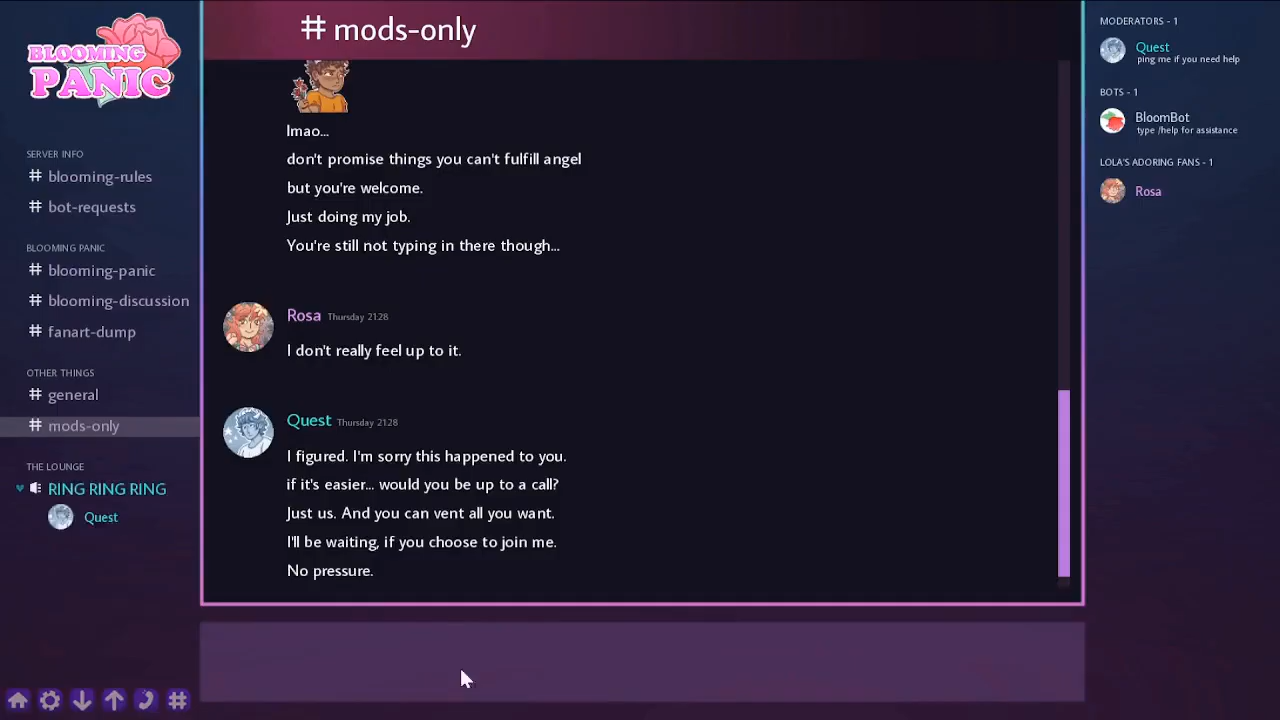 BLOOMING
PANIC
SERVER INFO
# blooming-rules
# bot-requests
BLOOMING PANIC
# blooming-panic
# blooming-discussion
# fanart-dump
OTHER THINGS
# general
# mods-only
THE LOUNGE
RING RING RING
Quest
# mods-only
lmao...
don't promise things you can't fulfill angel
but you're welcome.
Just doing my job.
You're still not typing in there though...
Rosa Thursday 21:28
I don't really feel up to it.
Quest Thursday 21:28
I figured. I'm sorry this happened to you.
if it's easier... would you be up to a call?
Just us. And you can vent all you want.
I'll be waiting, if you choose to join me.
No pressure.
MODERATORS - 1
Quest
ping me if you need help
BOTS - 1
BloomBot
type /help for assistance
LOLA'S ADORING FANS - 1
Rosa